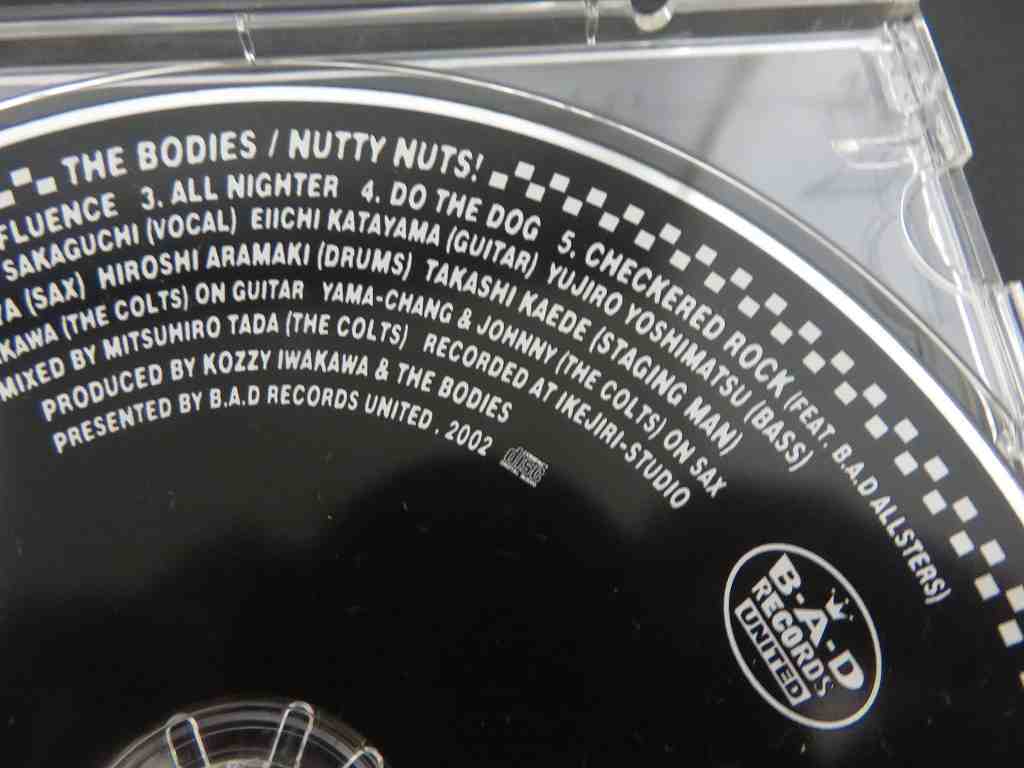 THE BODIES / NUTTY NUTS!
FLUENCE 3. ALL NIGHTER 4. DO THE DOG 5. CHECKERED ROCK (FEAT. B.A.D ALLSTERS)
SAKAGUCHI (VOCAL) EIICHI KATAYAMA (GUITAR) YUJIRO YOSHIMATSU (BASS)
YA (SAX) HIROSHI ARAMAKI (DRUMS) TAKASHI KAEDE (STAGING MAN)
KAWA (THE COLTS) ON GUITAR YAMA-CHANG & JOHNNY (THE COLTS) ON SAX
MIXED BY MITSUHIRO TADA (THE COLTS) RECORDED AT IKEJIRI-STUDIO
PRODUCED BY KOZZY IWAKAWA & THE BODIES
PRESENTED BY B.A.D RECORDS UNITED. 2002
disc
B-A-D
RECORDS
UNITED